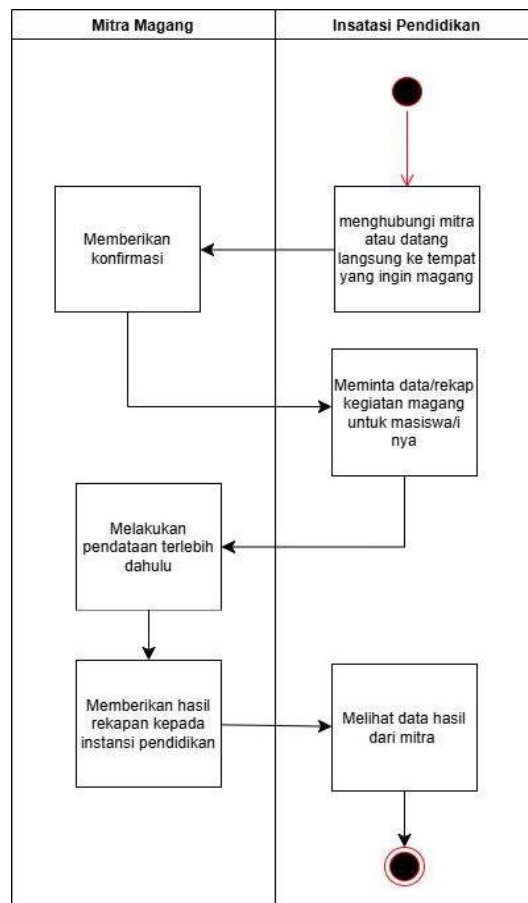 Mitra Magang
Insatasi Pendidikan
menghubungi mitra
atau datang
langsung ke tempat
yang ingin magang
Memberikan
konfirmasi
Meminta data/rekap
kegiatan magang
untuk masiswa/i
nya
Melakukan
pendataan terlebih
dahulu
Memberikan hasil
rekapan kepada
instansi pendidikan
Melihat data hasil
dari mitra